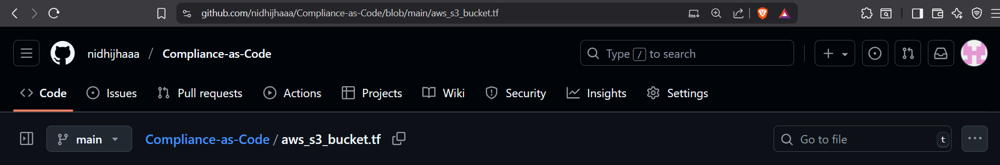 github.com/nidhijhaaa/Compliance-as-Code/blob/main/aws_s3_bucket.tf
nidhijhaaa / Compliance-as-Code
Type / to search
Code Issues Pull requests Actions Projects Wiki Security Insights Settings
main Compliance-as-Code / aws_s3_bucket.tf
Go to file t